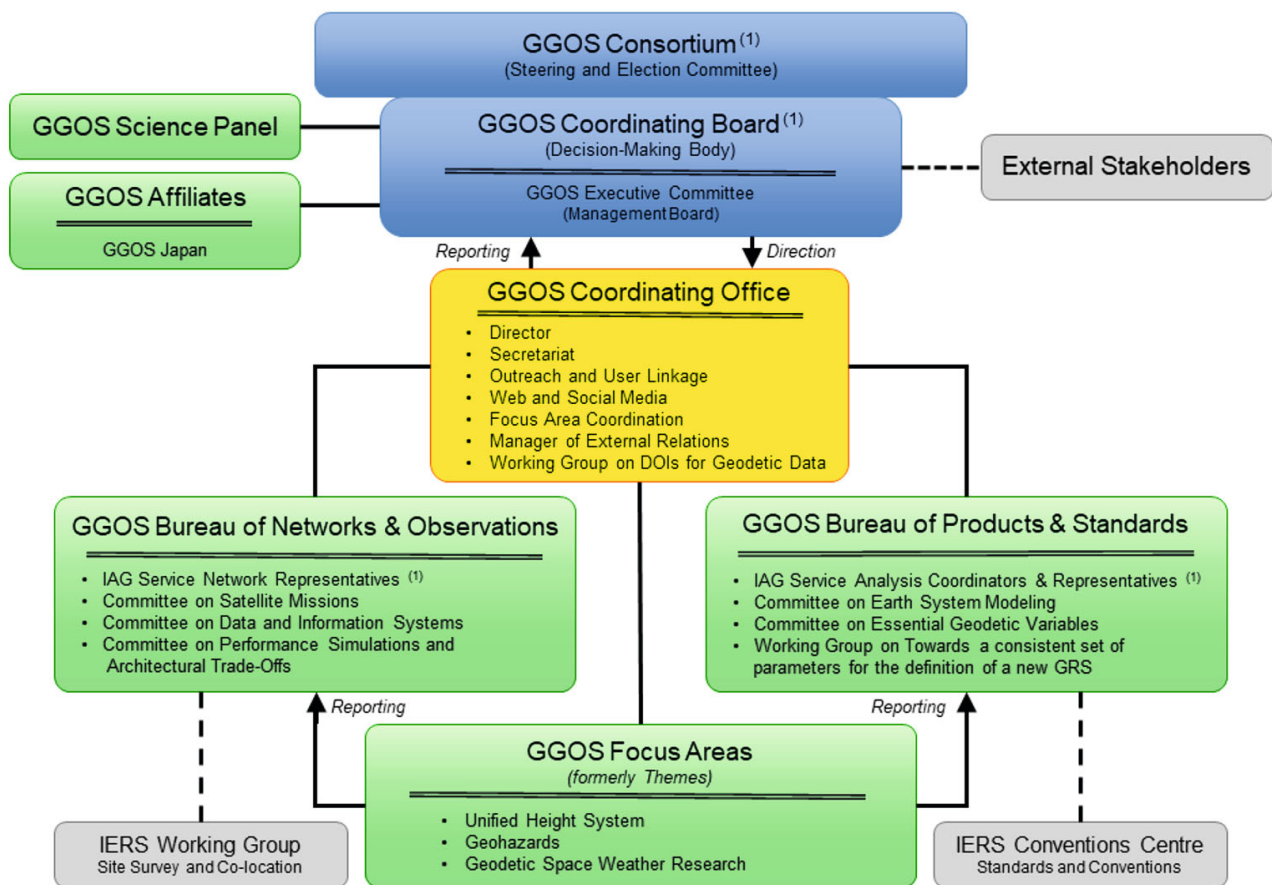 GGOS Consortium (1)
(Steering and Election Committee)
GGOS Science Panel
GGOS Coordinating Board (1)
(Decision-Making Body)
GGOS Executive Committee
(Management Board)
External Stakeholders
GGOS Affiliates
GGOS Japan
Reporting
Direction
GGOS Coordinating Office
• Director
• Secretariat
• Outreach and User Linkage
• Web and Social Media
• Focus Area Coordination
• Manager of External Relations
• Working Group on DOIs for Geodetic Data
GGOS Bureau of Networks & Observations
• IAG Service Network Representatives (1)
• Committee on Satellite Missions
• Committee on Data and Information Systems
• Committee on Performance Simulations and
Architectural Trade-Offs
GGOS Bureau of Products & Standards
• IAG Service Analysis Coordinators & Representatives (1)
• Committee on Earth System Modeling
• Committee on Essential Geodetic Variables
• Working Group on Towards a consistent set of
parameters for the definition of a new GRS
Reporting
Reporting
GGOS Focus Areas
(formerly Themes)
• Unified Height System
• Geohazards
• Geodetic Space Weather Research
IERS Working Group
Site Survey and Co-location
IERS Conventions Centre
Standards and Conventions